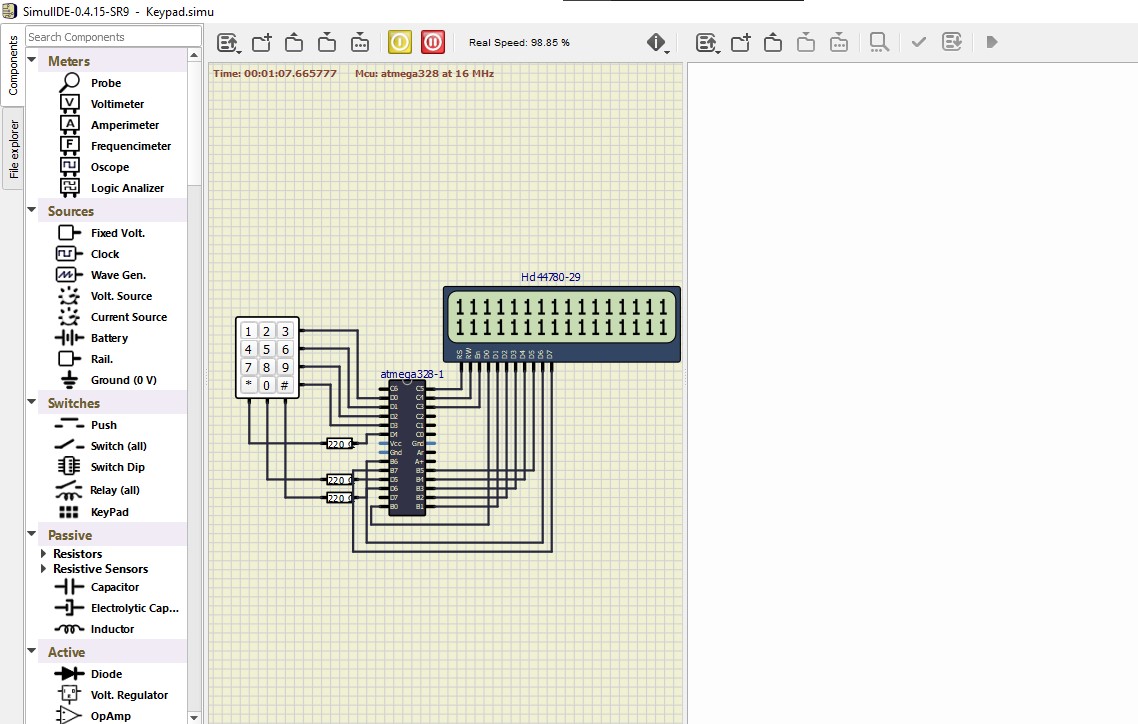 SimulIDE-0.4.15-SR9 - Keypad.simu
Components
File explorer
Search Components
Meters
Probe
Voltimeter
Amperimeter
Frequencimeter
Oscope
Logic Analizer
Sources
Fixed Volt.
Clock
Wave Gen.
Volt. Source
Current Source
Battery
Rail.
Ground (0 V)
Switches
Push
Switch (all)
Switch Dip
Relay (all)
KeyPad
Passive
Resistors
Resistive Sensors
Capacitor
Electrolytic Cap...
Inductor
Active
Diode
Volt. Regulator
OpAmp
Real Speed: 98.85 %
Time: 00:01:07.665777 Mcu: atmega328 at 16 MHz
Hd44780-29
1111111111111111
1111111111111111
RS RW En D0 D1 D2 D3 D4 D5 D6 D7
1 2 3
4 5 6
7 8 9
* 0 #
atmega328-1
C6 C5
D0 C4
D1 C3
D2 C2
D3 C1
D4 C0
Vcc Gnd
Gnd Ar
B6 A+
B7 B5
D5 B4
D6 B3
D7 B2
B0 B1
220
220
220